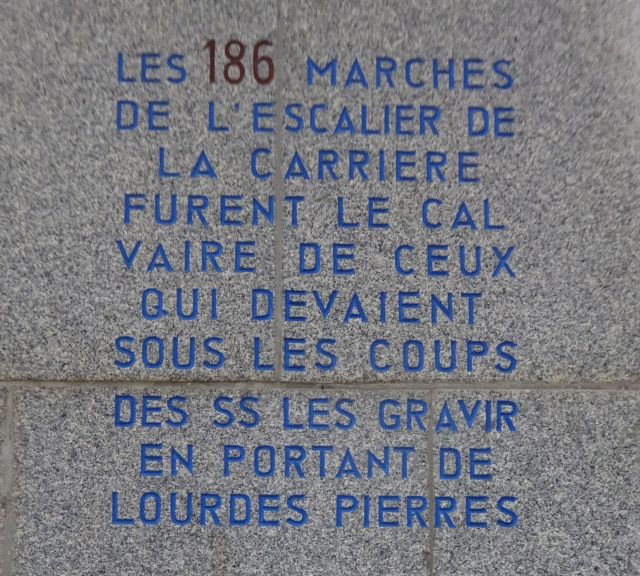 LES 186 MARCHES
DE L'ESCALIER DE
LA CARRIERE
FURENT LE CAL
VAIRE DE CEUX
QUI DEVAIENT
SOUS LES COUPS
DES SS LES GRAVIR
EN PORTANT DE
LOURDES PIERRES